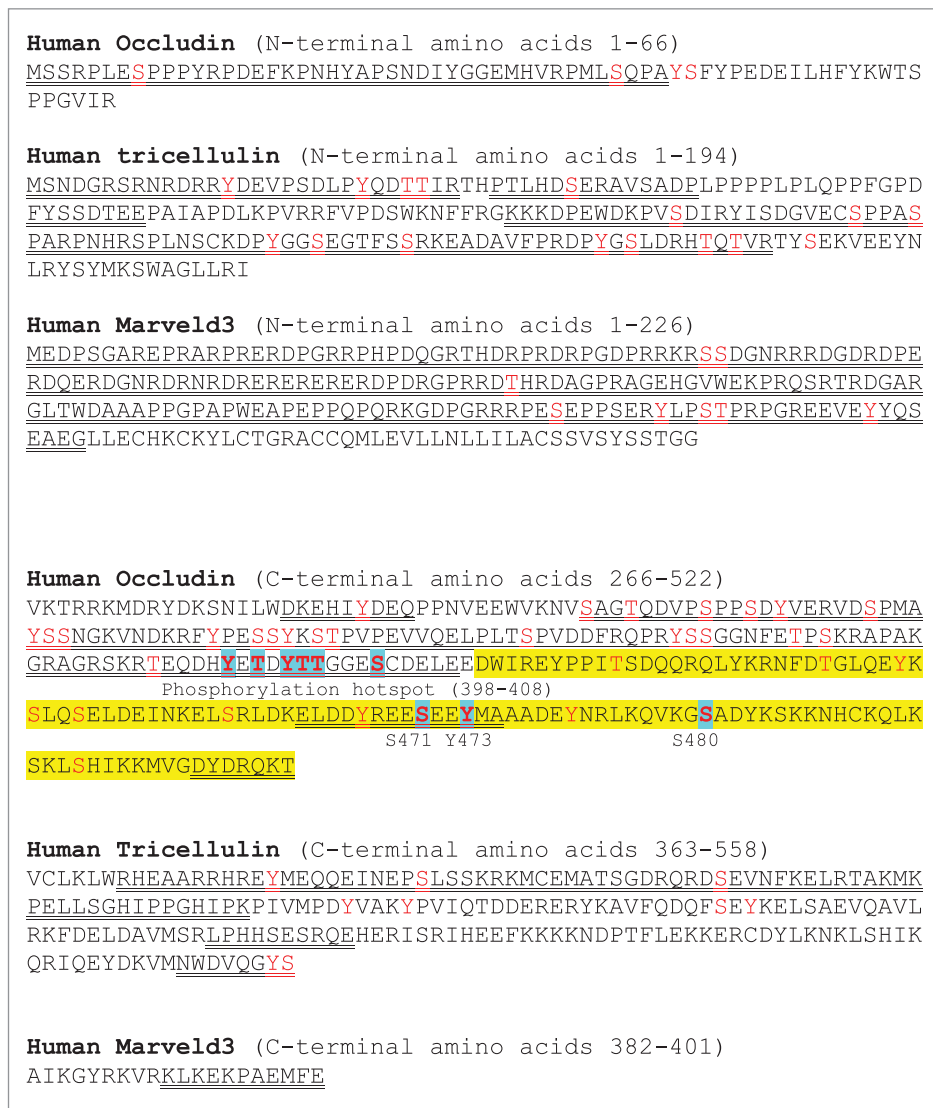 Human Occludin (N-terminal amino acids 1-66)
MSSRPLESPPPYRPDEFKPNHYAPSNDIYGGEMHVRPMLSQPAYSFYPEDEILHFYKWTS
PPGVIR
Human tricellulin (N-terminal amino acids 1-194)
MSNDGRSRNRDRRYDEVPSDLPYQDTTIRTHPTLHDSERAVSADPLPPPPLPLQPPFGPD
FYSSDTEEPAIAPDLKPVRRFVPDSWKNFFRGKKKDPEWDKPVSDIRYISDGVECSPPAS
PARPNHRSPLNSCKDPYGGSEGTFSSRKEADAVFPRDPYGSLDRHTQTVRTYSEKVEEYN
LRYSYMKSWAGLLRI
Human Marveld3 (N-terminal amino acids 1-226)
MEDPSGAREPRARPRERDPGRRPHPDQGRTHDRPRDRPGDPRRKRSSDGNRRRDGDRDPE
RDQERDGNRDRNRDRERERERERDPDRGPRRDTHRDAGPRAGEHGVWEKPRQSRTRDGAR
GLTWDAAAPPGPAPWEAPEPPQPQRKGDPGRRRPESEPPSERYLPSTPRPGREEVEYYQS
EAEGLLECHKCKYLCTGRACCQMLEVLLNLLILACSSVSYSSTGG
Human Occludin (C-terminal amino acids 266-522)
VKTRRKMDRYDKSNILWDKEHIYDEQPPNVEEWVKNVSAGTQDVPSPPSDYVERVDSPMA
YSSNGKVNDKRFYPESSYKSTPVPEVVQELPLTSPVDDFRQPRYSSGGNFETPSKRAPAK
GRAGRSKRTEQDHYETDYTTGGESCDELEEDWIREYPPITSDQQRQLYKRNFDTGLQEYK
Phosphorylation hotspot (398-408)
SLQSELDEINKELSRLDKELDDYREESEEYMAAADEYNRLKQVKGSADYKSKKNHCKQLK
S471 Y473 S480
SKLSHIKKMVGDYDRQKT
Human Tricellulin (C-terminal amino acids 363-558)
VCLKLWRHEAARRHREYMEQQEINEPSLSSKRKMCEMATSGDRQRDSEVNFKELRTAKMK
PELLSGHIPPGHIPKPIVMPDYVAKYPVIQTDDERERYKAVFQDQFSEYKELSAEVQAVL
RKFDELDAVMSRLPHHSESRQEHERISRIHEEFKKKKNDPTFLEKKERCDYLKNKLSHIK
QRIQEYDKVMNWDVQGYS
Human Marveld3 (C-terminal amino acids 382-401)
AIKGYRKVRKLKEKPAEMFE